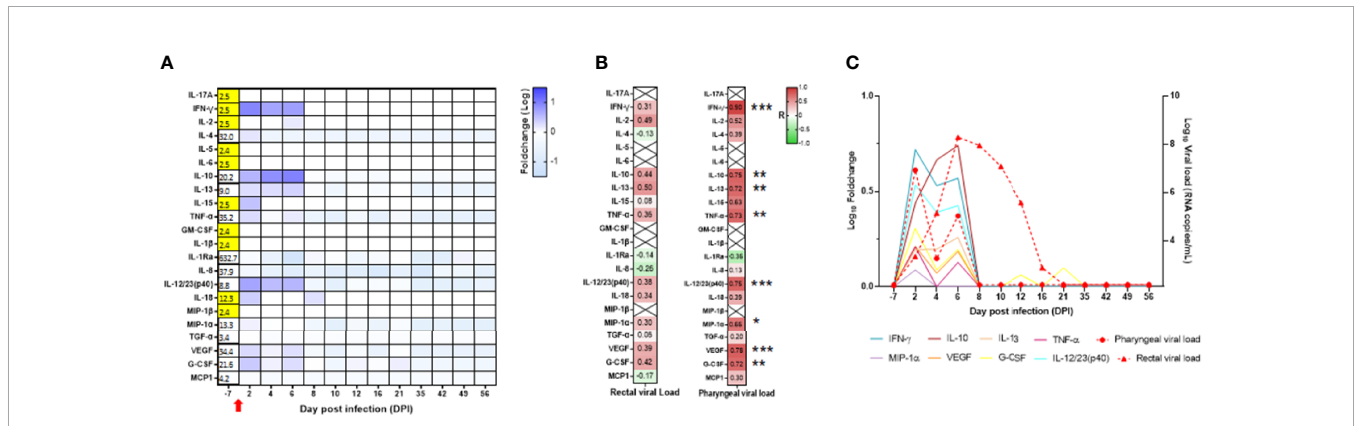 A
IL-17A 2.5
IFN-γ 2.5
IL-2 2.5
IL-4 32.0
IL-5 2.4
IL-6 2.5
IL-10 20.2
IL-13 9.0
IL-15 2.5
TNF-α 35.2
GM-CSF 2.4
IL-1β 2.4
IL-1Ra 632.7
IL-8 37.9
IL-12/23(p40) 8.8
IL-18 12.3
MIP-1β 2.4
MIP-1α 13.3
TGF-α 3.4
VEGF 34.4
G-CSF 21.6
MCP1 4.2
-7 2 4 6 8 10 12 16 21 35 42 49 56
Day post infection (DPI)
Foldchange (Log)
1
0
-1
B
IL-17A
IFN-γ 0.31
IL-2 0.49
IL-4 -0.13
IL-5
IL-6
IL-10 0.44
IL-13 0.50
IL-15 0.08
TNF-α 0.36
GM-CSF
IL-1β
IL-1Ra -0.14
IL-8 -0.26
IL-12/23(p40) 0.38
IL-18 0.34
MIP-1β
MIP-1α 0.30
TGF-α 0.06
VEGF 0.39
G-CSF 0.42
MCP1 -0.17
Rectal viral Load
IL-17A
IFN-γ 0.90 ***
IL-2 0.52
IL-4 0.39
IL-5
IL-6
IL-10 0.75 **
IL-13 0.72 **
IL-15 0.63
TNF-α 0.73 **
GM-CSF
IL-1β
IL-1Ra -0.36
IL-8 0.13
IL-12/23(p40) 0.75 ***
IL-18 0.39
MIP-1β
MIP-1α 0.66 *
TGF-α 0.20
VEGF 0.78 ***
G-CSF 0.72 **
MCP1 0.30
Pharyngeal viral load
R
1.0
0.5
0
-0.5
-1.0
C
Log₁₀ Foldchange
1.0
0.5
0.0
-7 2 4 6 8 10 12 16 21 35 42 49 56
Day post infection (DPI)
10
8
6
4
Log₁₀ Viral load (RNA copies/mL)
IFN-γ IL-10 IL-13 TNF-α Pharyngeal viral load
MIP-1α VEGF G-CSF IL-12/23(p40) Rectal viral load